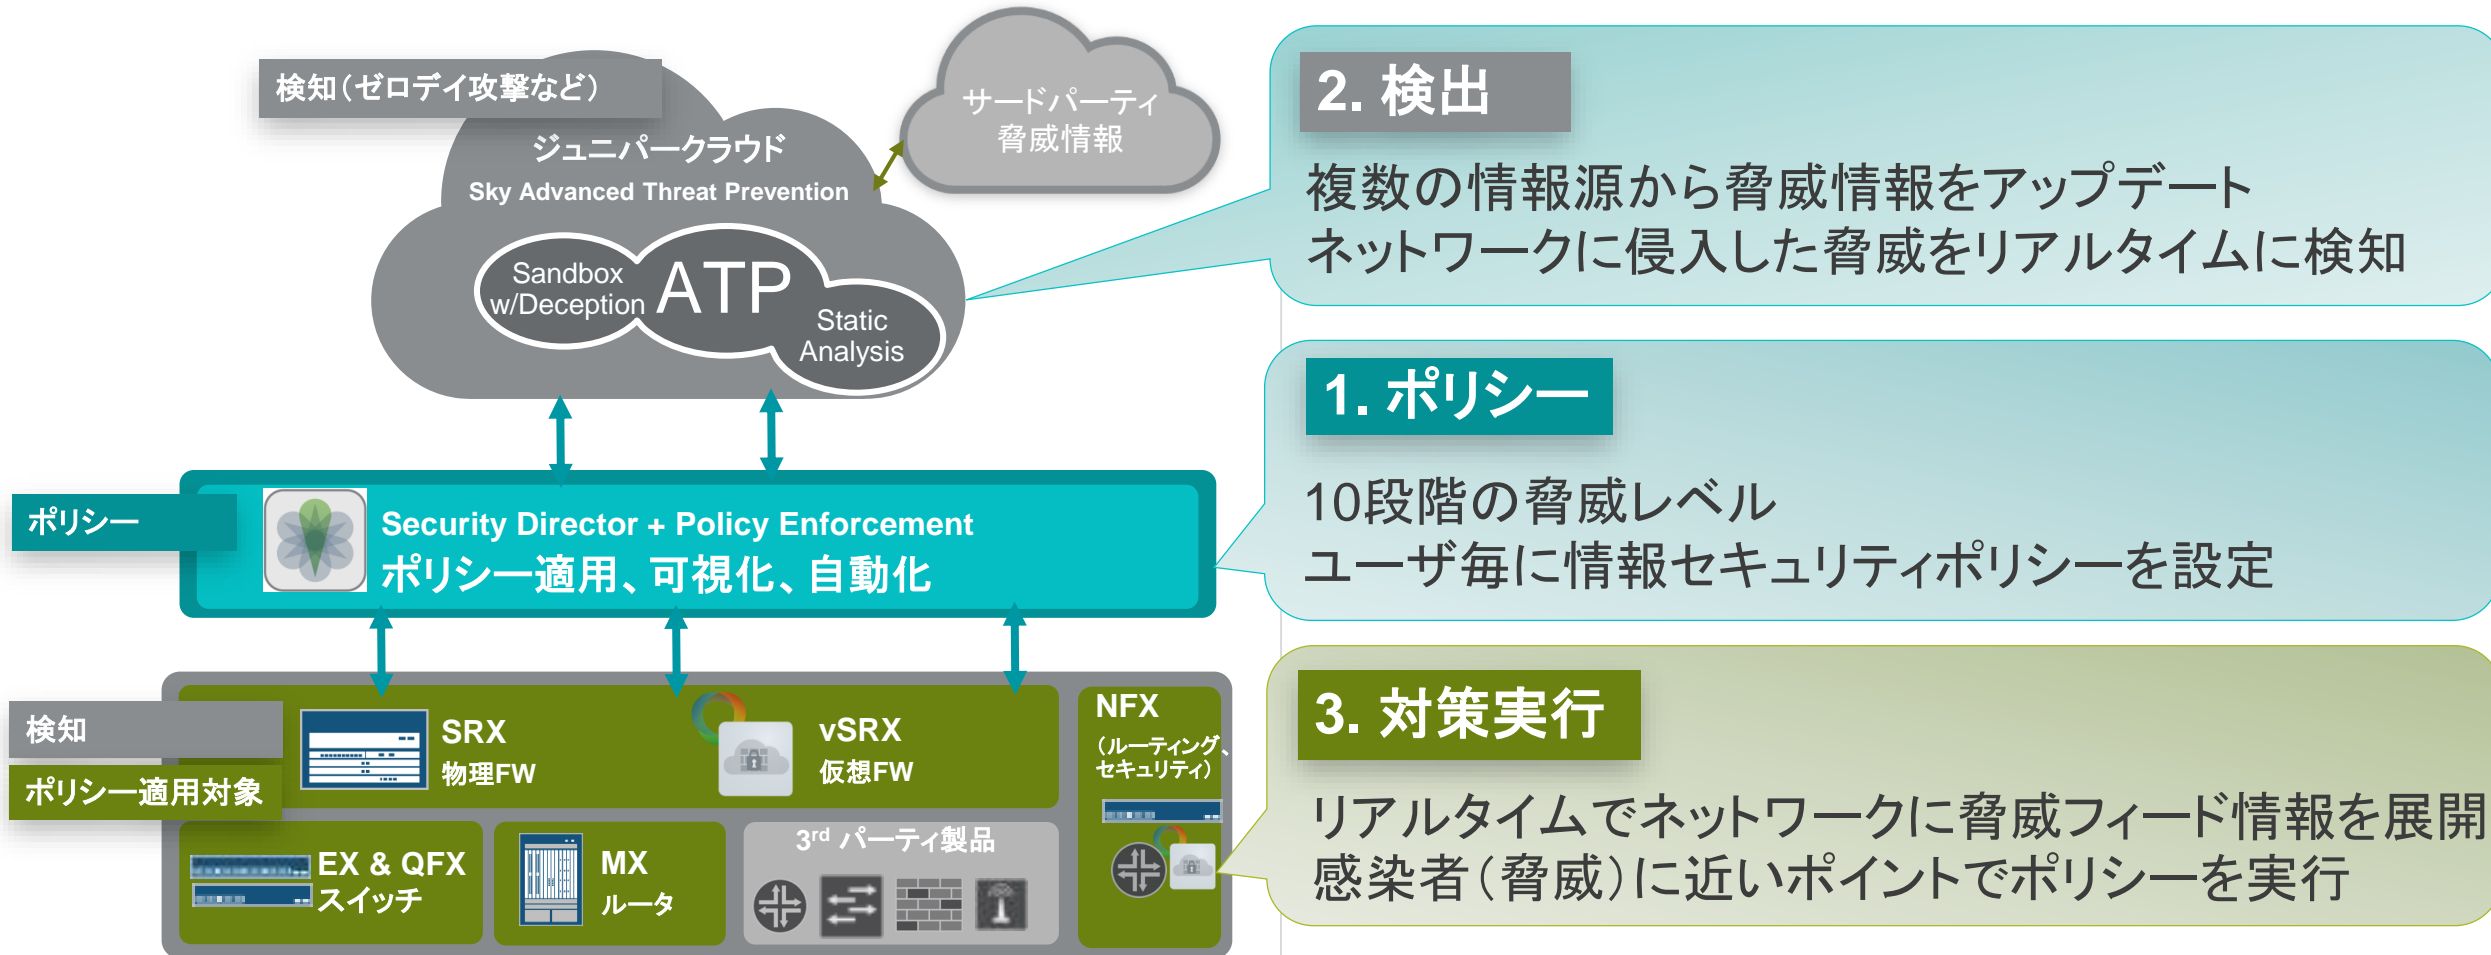 検知（ゼロデイ攻撃など）
ジュニパークラウド
Sky Advanced Threat Prevention
Sandbox
w/Deception
ATP
Static
Analysis
サードパーティ
脅威情報
2. 検出
複数の情報源から脅威情報をアップデート
ネットワークに侵入した脅威をリアルタイムに検知
ポリシー
Security Director + Policy Enforcement
ポリシー適用、可視化、自動化
1. ポリシー
10段階の脅威レベル
ユーザ毎に情報セキュリティポリシーを設定
検知
ポリシー適用対象
SRX
物理FW
vSRX
仮想FW
NFX
（ルーティング、
セキュリティ）
EX & QFX
スイッチ
MX
ルータ
3rd パーティ製品
3. 対策実行
リアルタイムでネットワークに脅威フィード情報を展開
感染者（脅威）に近いポイントでポリシーを実行